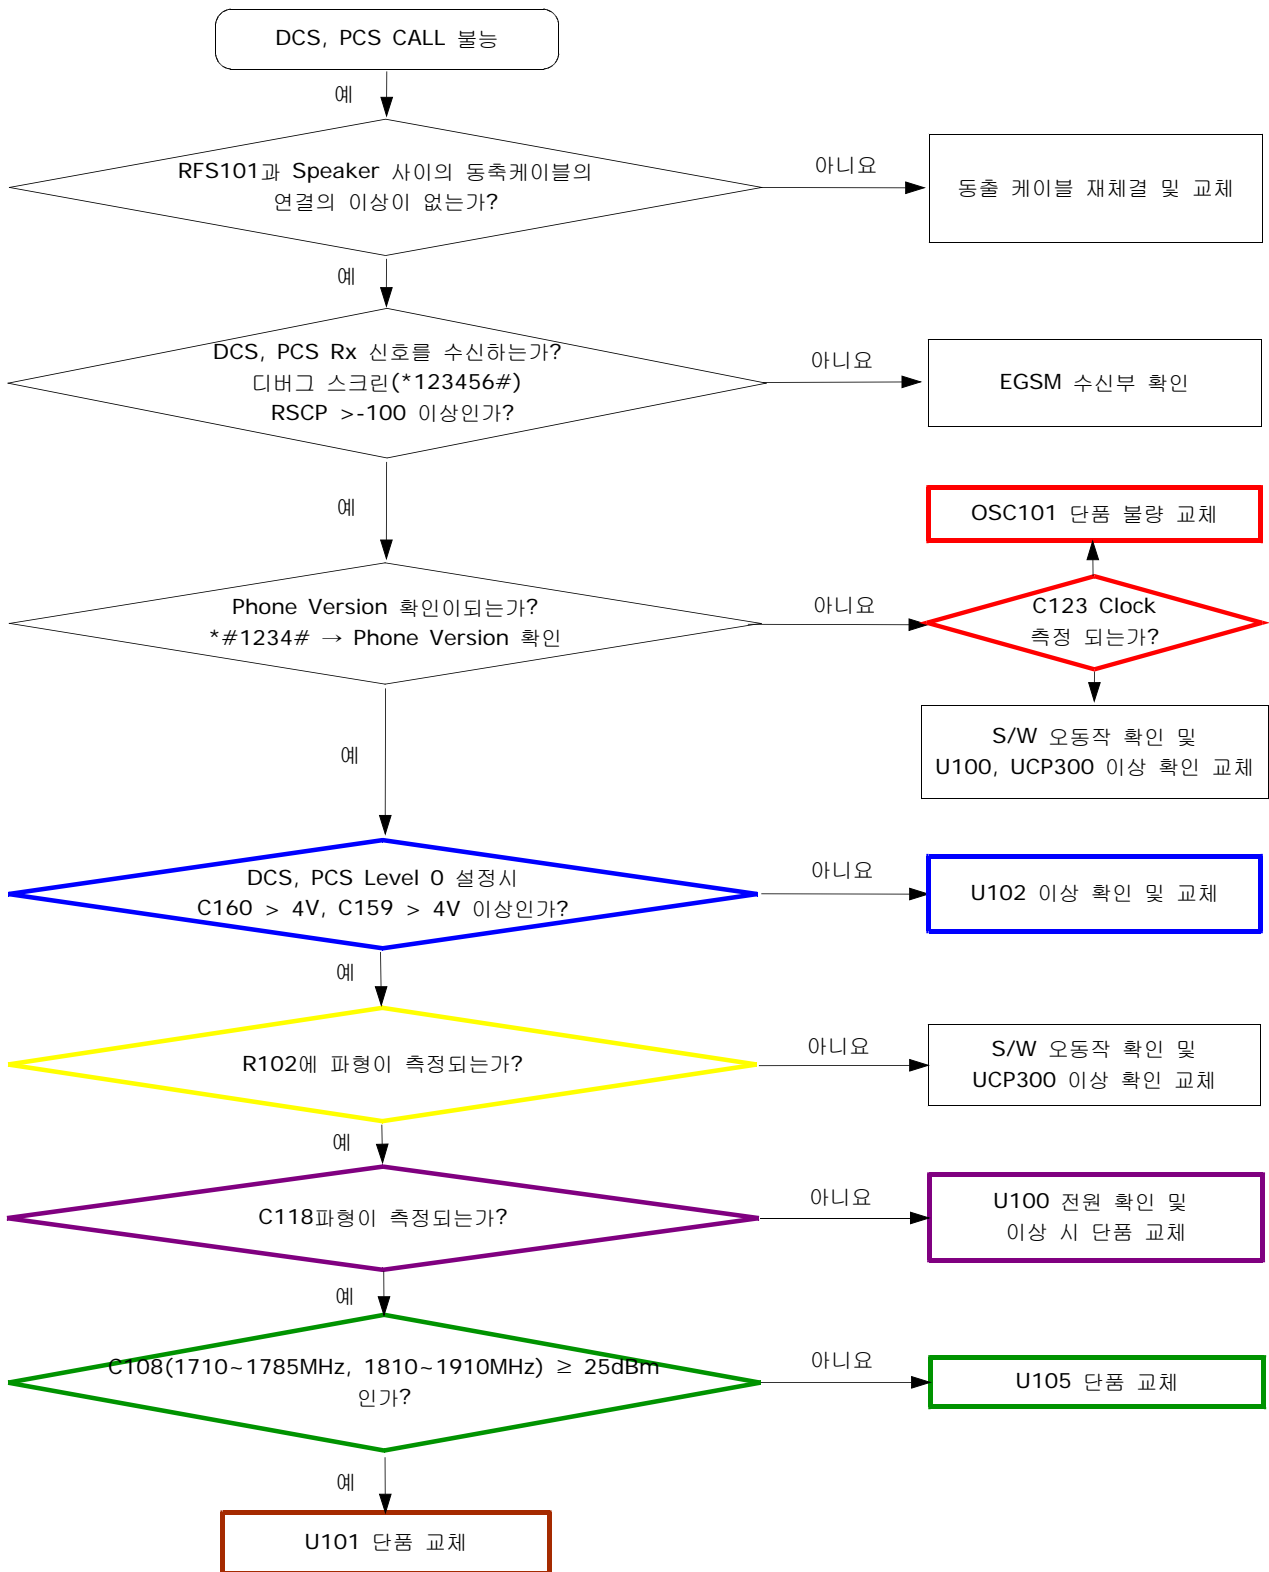 DCS, PCS CALL 불능
예
RFS101과 Speaker 사이의 동축케이블의
연결의 이상이 없는가?
아니요
동출 케이블 재체결 및 교체
예
DCS, PCS Rx 신호를 수신하는가?
디버그 스크린(*123456#)
RSCP >-100 이상인가?
아니요
EGSM 수신부 확인
예
OSC101 단품 불량 교체
Phone Version 확인이되는가?
*#1234# → Phone Version 확인
아니요
C123 Clock
측정 되는가?
S/W 오동작 확인 및
U100, UCP300 이상 확인 교체
예
DCS, PCS Level 0 설정시
C160 > 4V, C159 > 4V 이상인가?
아니요
U102 이상 확인 및 교체
예
R102에 파형이 측정되는가?
아니요
S/W 오동작 확인 및
UCP300 이상 확인 교체
예
C118파형이 측정되는가?
아니요
U100 전원 확인 및
이상 시 단품 교체
예
C108(1710~1785MHz, 1810~1910MHz) ≥ 25dBm
인가?
아니요
U105 단품 교체
예
U101 단품 교체